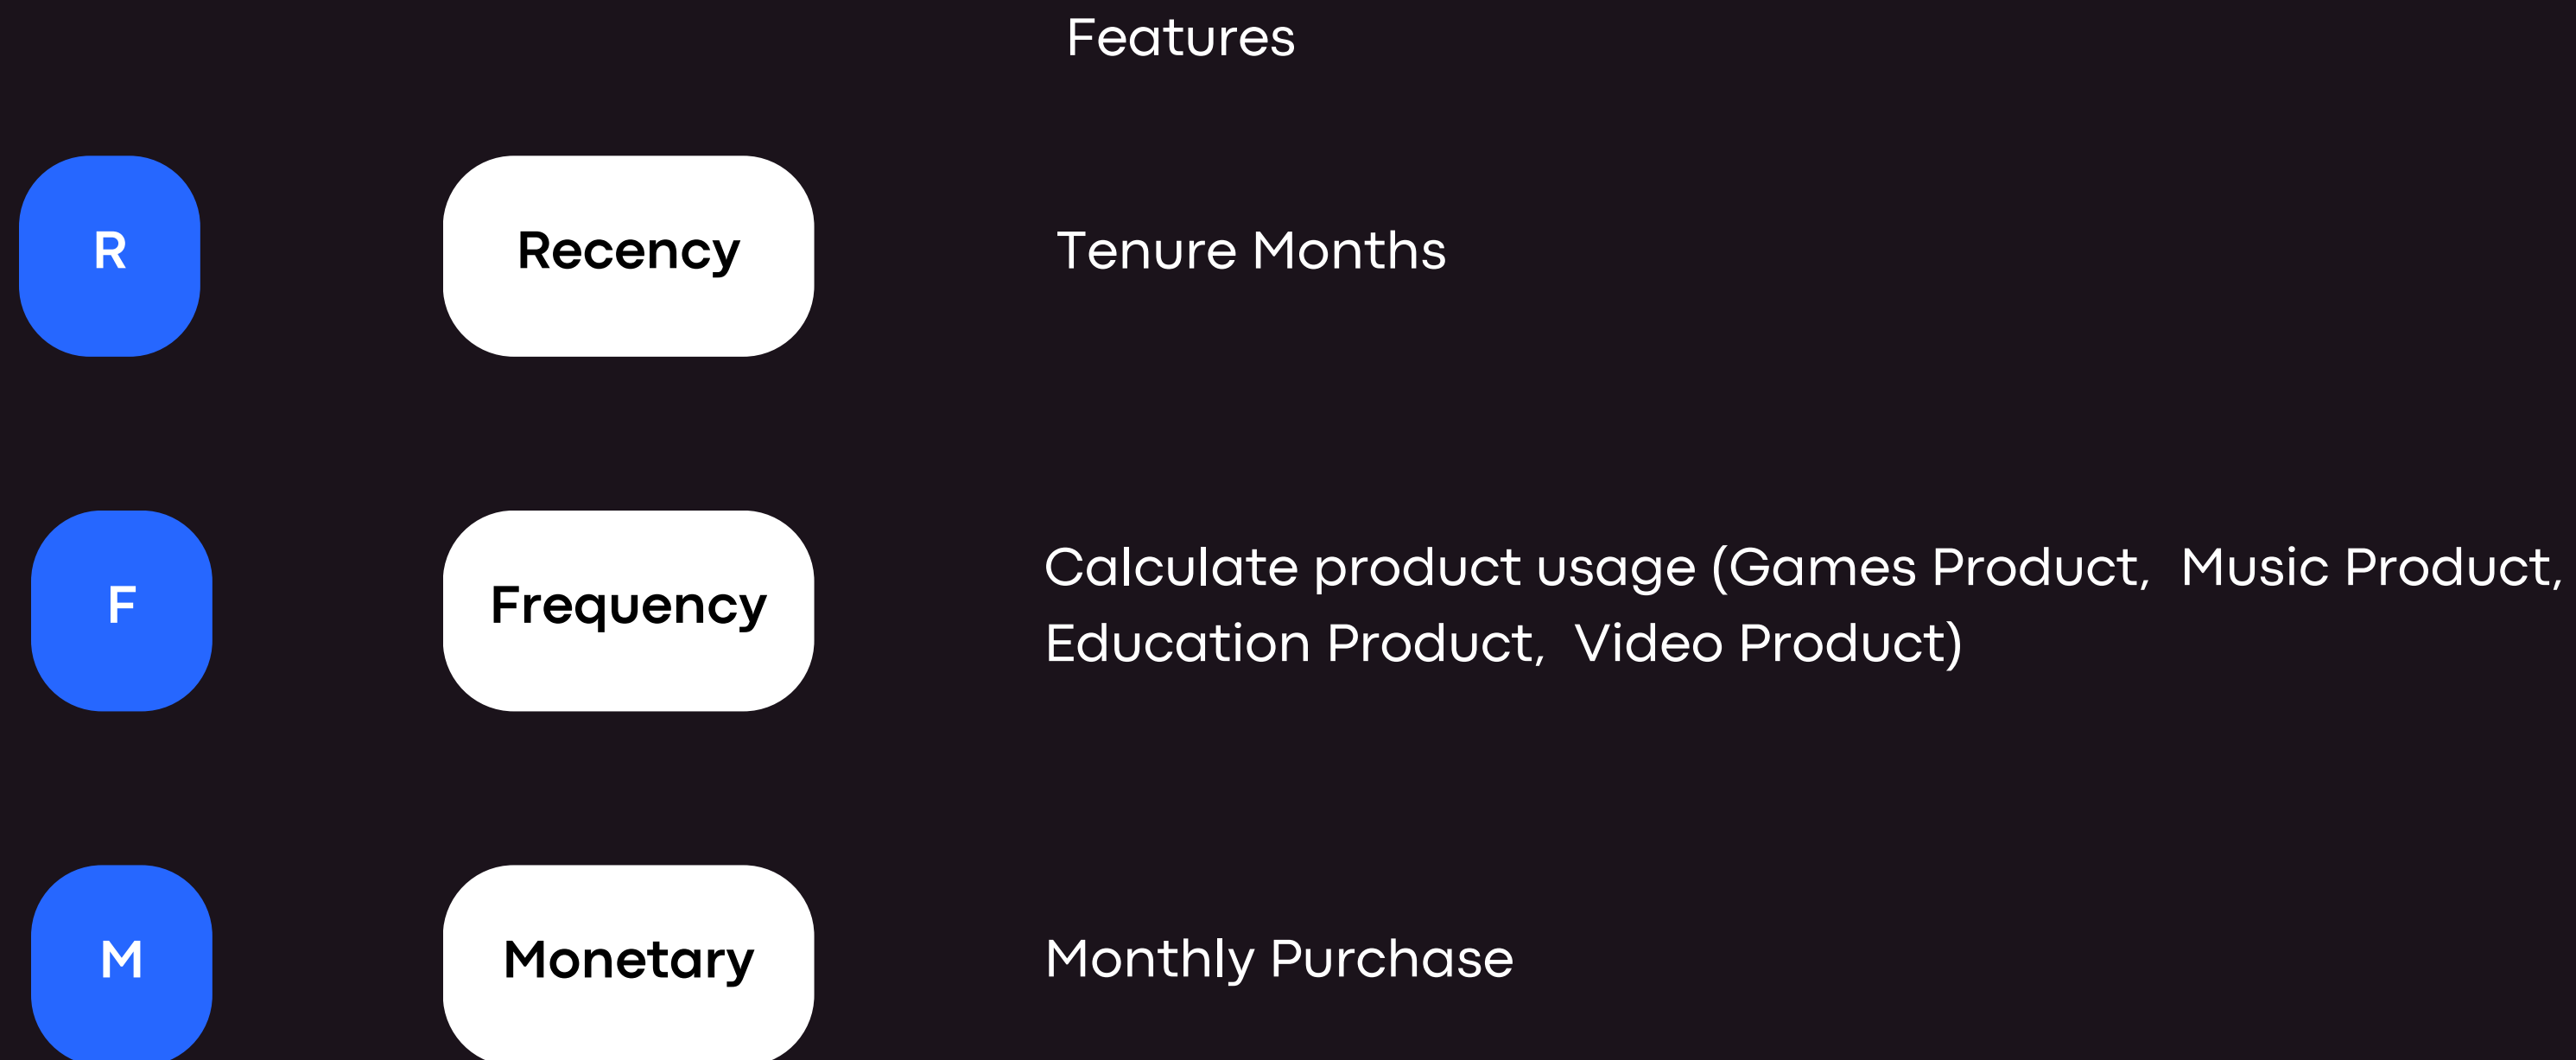 Features
R Recency Tenure Months
F Frequency Calculate product usage (Games Product, Music Product,
Education Product, Video Product)
M Monetary Monthly Purchase